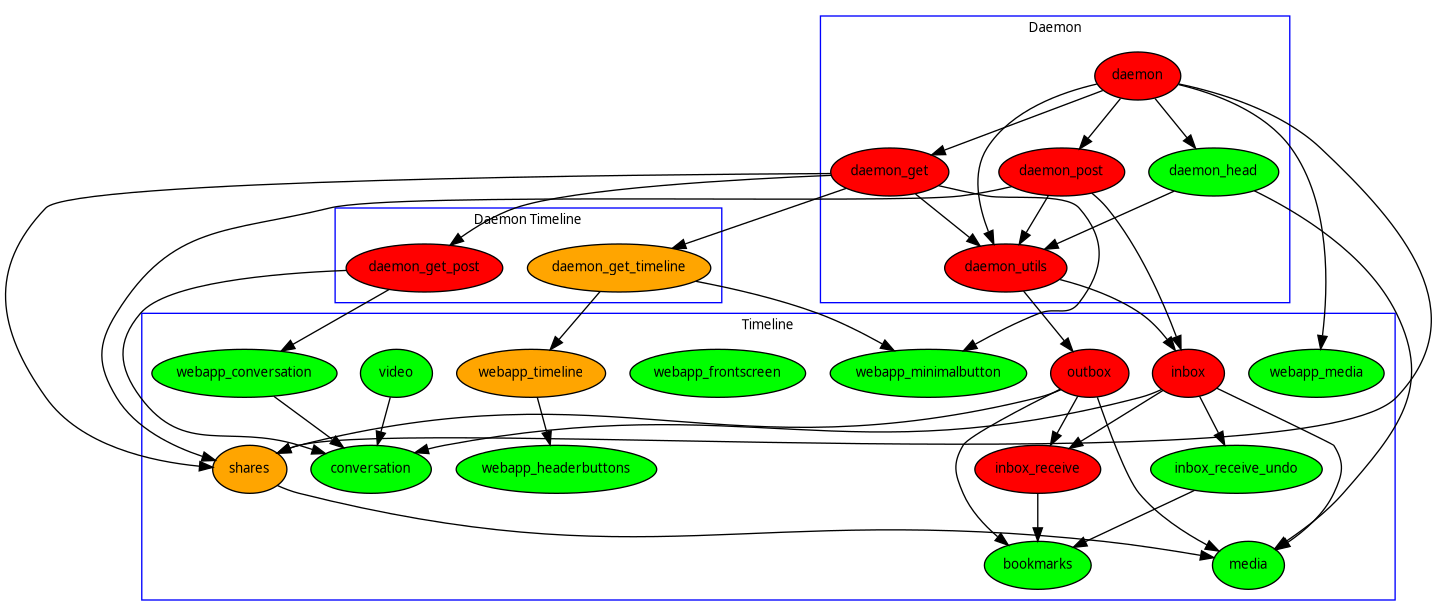 Daemon
daemon
daemon_get
daemon_post
daemon_head
Daemon Timeline
daemon_get_post
daemon_get_timeline
daemon_utils
Timeline
webapp_conversation
video
webapp_timeline
webapp_frontscreen
webapp_minimalbutton
outbox
inbox
webapp_media
shares
conversation
webapp_headerbuttons
inbox_receive
inbox_receive_undo
bookmarks
media